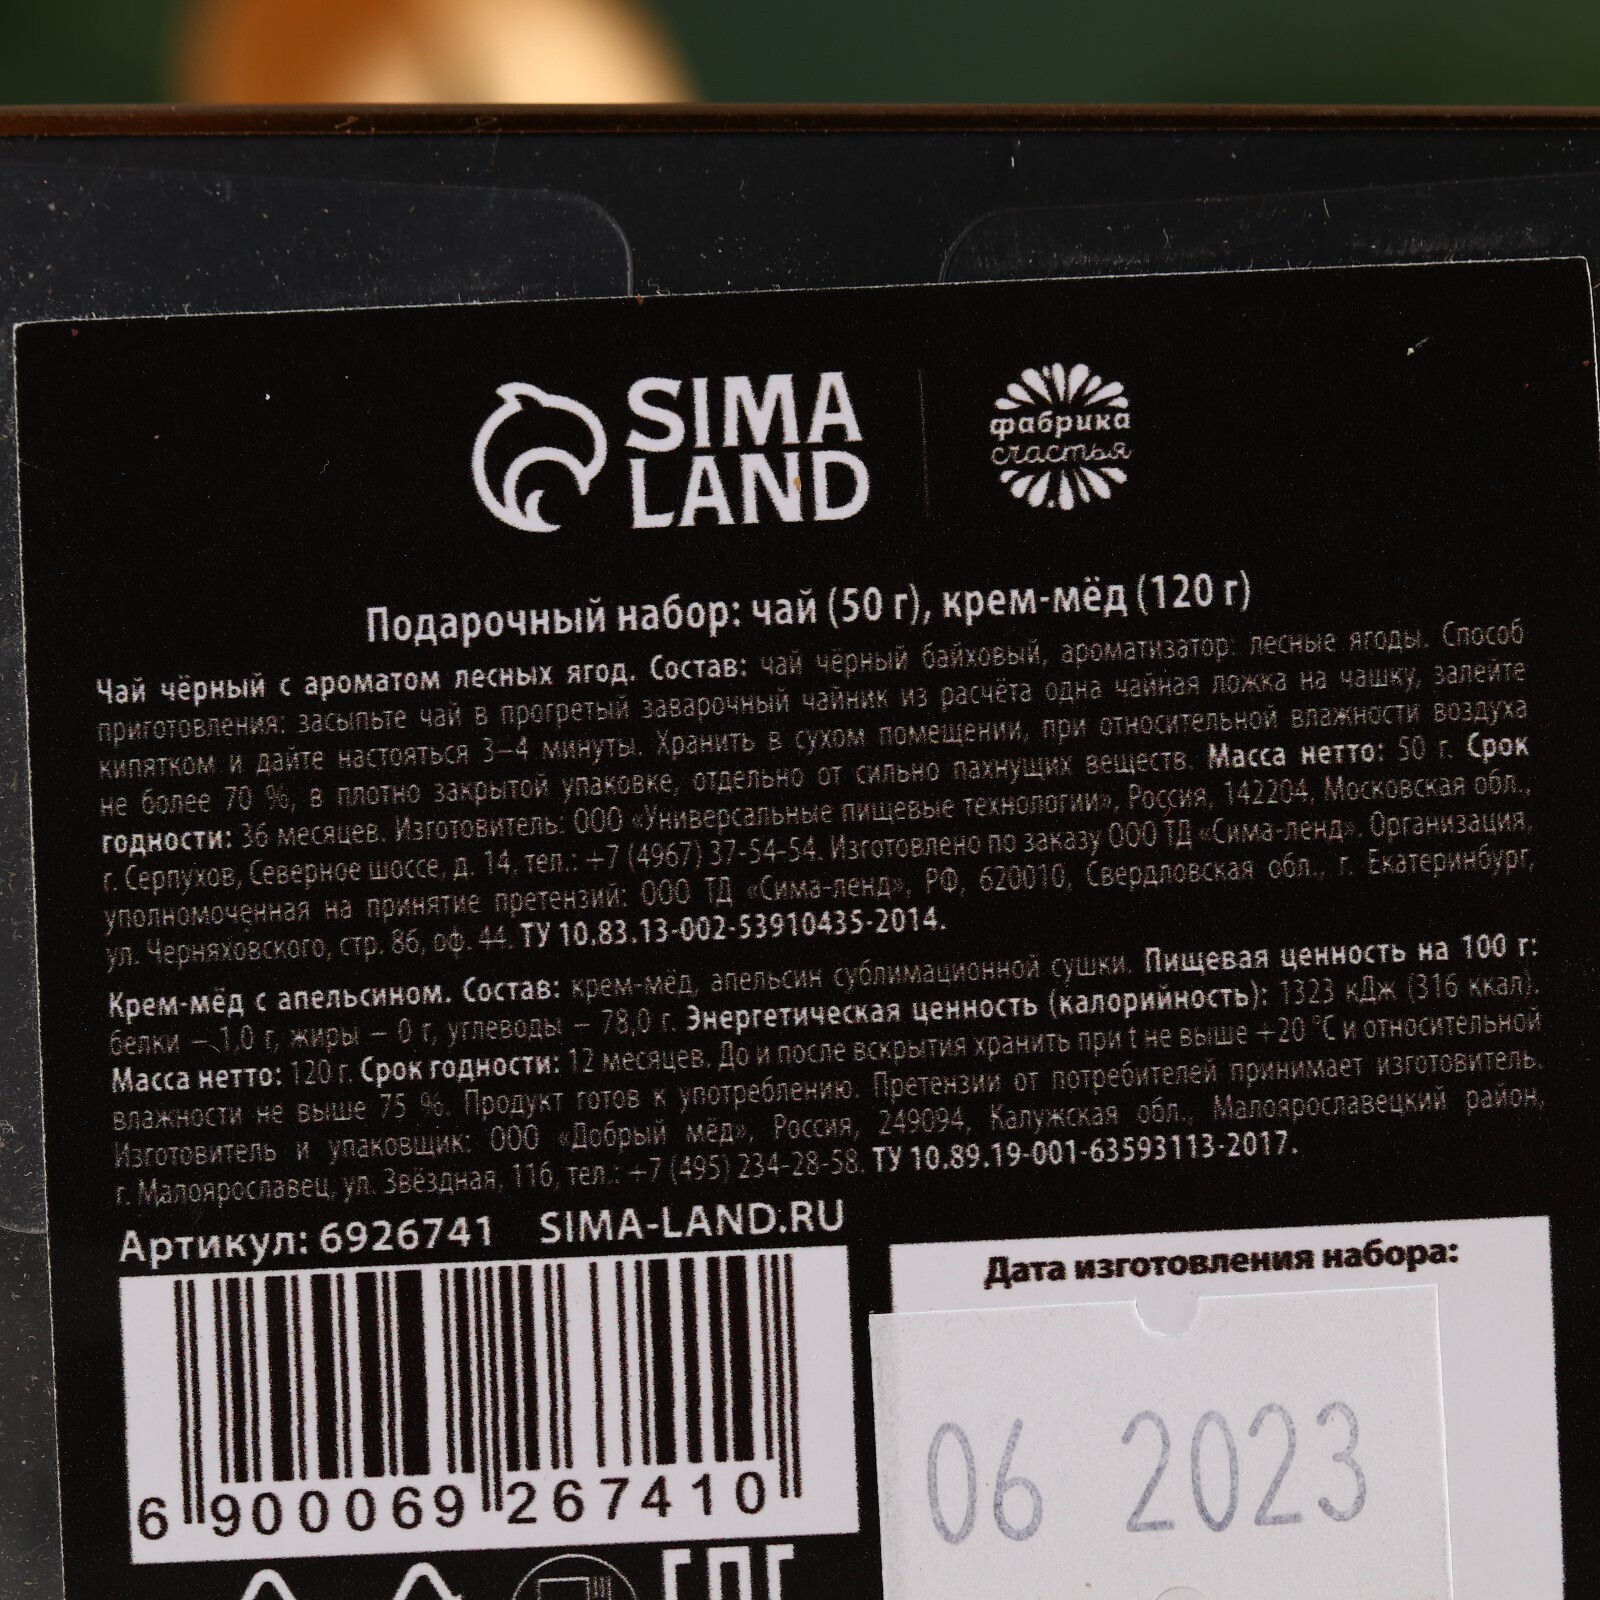 SIMA
LAND
фабрика
счастья
Подарочный набор: чай (50 г), крем-мёд (120 г)
Чай чёрный с ароматом лесных ягод. Состав: чай чёрный байховый, ароматизатор: лесные ягоды. Способ
приготовления: засыпьте чай в прогретый заварочный чайник из расчёта одна чайная ложка на чашку, залейте
кипятком и дайте настояться 3–4 минуты. Хранить в сухом помещении, при относительной влажности воздуха
не более 70 %, в плотно закрытой упаковке, отдельно от сильно пахнущих веществ. Масса нетто: 50 г. Срок
годности: 36 месяцев. Изготовитель: ООО «Универсальные пищевые технологии», Россия, 142204, Московская обл.,
г. Серпухов, Северное шоссе, д. 14, тел.: +7 (4967) 37-54-54. Изготовлено по заказу ООО ТД «Сима-ленд». Организация,
уполномоченная на принятие претензий: ООО ТД «Сима-ленд», РФ, 620010, Свердловская обл., г. Екатеринбург,
ул. Черняховского, стр. 86, оф. 44. ТУ 10.83.13-002-53910435-2014.
Крем-мёд с апельсином. Состав: крем-мёд, апельсин сублимационной сушки. Пищевая ценность на 100 г:
белки – 1,0 г, жиры – 0 г, углеводы – 78,0 г. Энергетическая ценность (калорийность): 1323 кДж (316 ккал).
Масса нетто: 120 г. Срок годности: 12 месяцев. До и после вскрытия хранить при t не выше +20 °C и относительной
влажности не выше 75 %. Продукт готов к употреблению. Претензии от потребителей принимает изготовитель.
Изготовитель и упаковщик: ООО «Добрый мёд», Россия, 249094, Калужская обл., Малоярославецкий район,
г. Малоярославец, ул. Звёздная, 11б, тел.: +7 (495) 234-28-58. ТУ 10.89.19-001-63593113-2017.
Артикул: 6926741 SIMA-LAND.RU
6 900069 267410
Дата изготовления набора:
06 2023